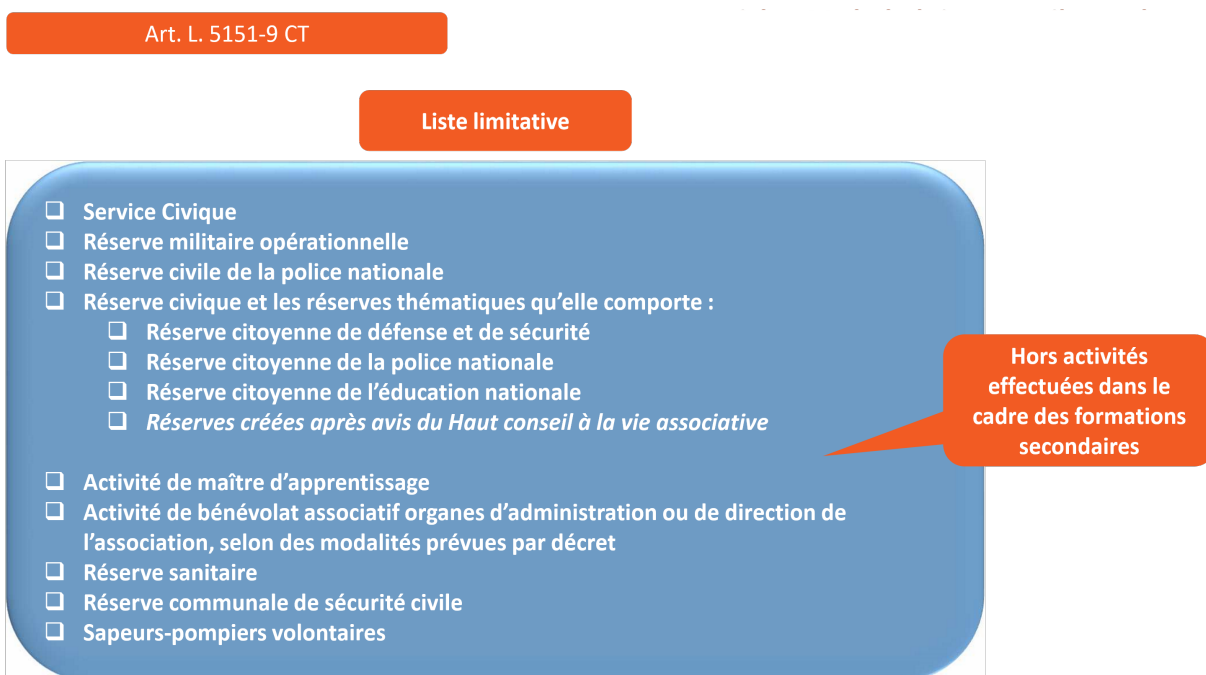 Art. L. 5151-9 CT
Liste limitative
❑ Service Civique
❑ Réserve militaire opérationnelle
❑ Réserve civile de la police nationale
❑ Réserve civique et les réserves thématiques qu’elle comporte :
❑ Réserve citoyenne de défense et de sécurité
❑ Réserve citoyenne de la police nationale
❑ Réserve citoyenne de l’éducation nationale
❑ Réserves créées après avis du Haut conseil à la vie associative
Hors activités
effectuées dans le
cadre des formations
secondaires
❑ Activité de maître d’apprentissage
❑ Activité de bénévolat associatif organes d’administration ou de direction de
l’association, selon des modalités prévues par décret
❑ Réserve sanitaire
❑ Réserve communale de sécurité civile
❑ Sapeurs-pompiers volontaires